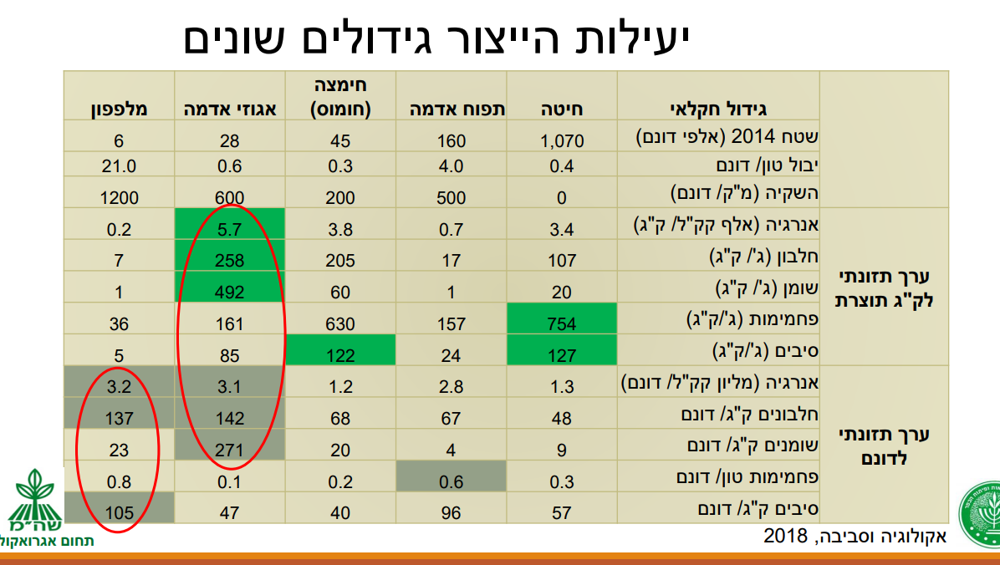 יעילות הייצור גידולים שונים
גידול חקלאי חיטה תפוח אדמה חימצה (חומוס) אגוזי אדמה מלפפון
שטח 2014 (אלפי דונם) 1,070 160 45 28 6
יבול טון/ דונם 0.4 4.0 0.3 0.6 21.0
השקיה (מ"ק/ דונם) 0 500 200 600 1200
ערך תזונתי לק"ג תוצרת
אנרגיה (אלף קק"ל/ ק"ג) 3.4 0.7 3.8 5.7 0.2
חלבון (ג'/ ק"ג) 107 17 205 258 7
שומן (ג'/ ק"ג) 20 1 60 492 1
פחמימות (ג'/ק"ג) 754 157 630 161 36
סיבים (ג'/ק"ג) 127 24 122 85 5
ערך תזונתי לדונם
אנרגיה (מליון קק"ל/ דונם) 1.3 2.8 1.2 3.1 3.2
חלבונים ק"ג/ דונם 48 67 68 142 137
שומנים ק"ג/ דונם 9 4 20 271 23
פחמימות טון/ דונם 0.3 0.6 0.2 0.1 0.8
סיבים ק"ג/ דונם 57 96 40 47 105
אקולוגיה וסביבה, 2018
שה"מ
תחום אגרואקול